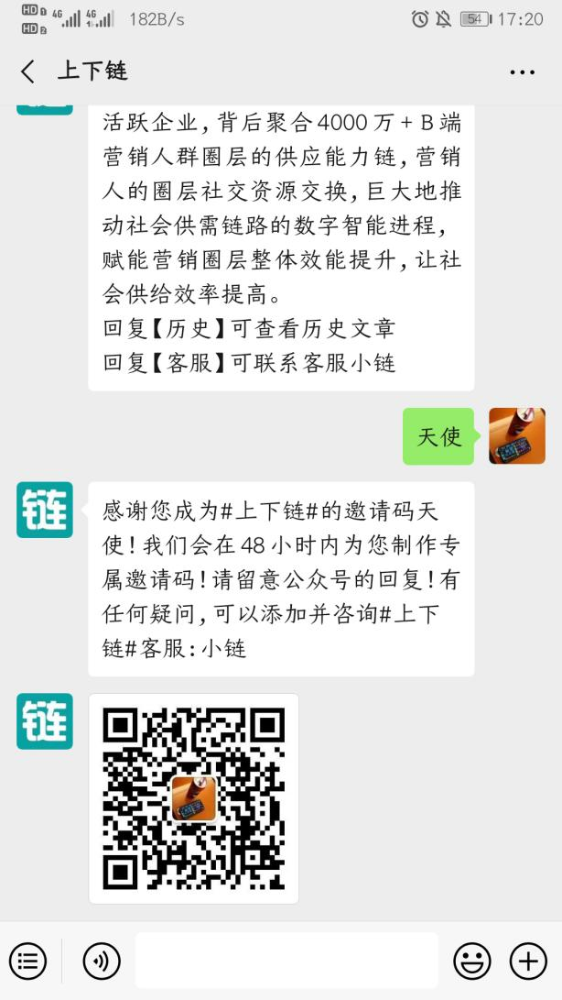 HD 1 4G 4G 182B/s 54 17:20
HD 2
上下链
活跃企业,背后聚合4000万+B端
营销人群圈层的供应能力链,营销
人的圈层社交资源交换,巨大地推
动社会供需链路的数字智能进程,
赋能营销圈层整体效能提升,让社
会供给效率提高。
回复【历史】可查看历史文章
回复【客服】可联系客服小链
天使
链
感谢您成为#上下链#的邀请码天
使!我们会在48小时内为您制作专
属邀请码!请留意公众号的回复!有
任何疑问,可以添加并咨询#上下
链#客服:小链
链